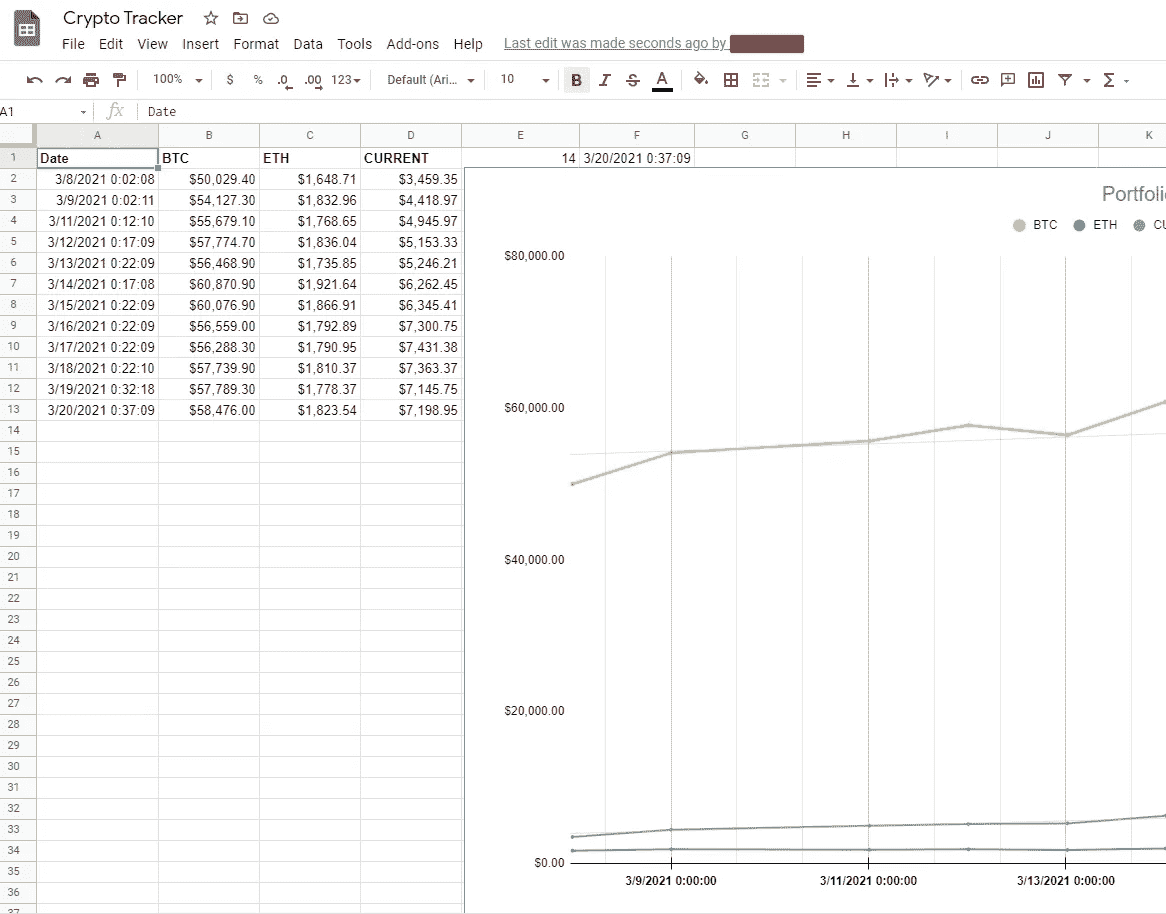 Crypto Tracker
File Edit View Insert Format Data Tools Add-ons Help Last edit was made seconds ago by
100% $ % .0 .00 123 Default (Ari... 10 B I S A
A1 fx Date
A B C D E F G H I J K
1 Date BTC ETH CURRENT 14 3/20/2021 0:37:09
2 3/8/2021 0:02:08 $50,029.40 $1,648.71 $3,459.35
3 3/9/2021 0:02:11 $54,127.30 $1,832.96 $4,418.97
4 3/11/2021 0:12:10 $55,679.10 $1,768.65 $4,945.97
5 3/12/2021 0:17:09 $57,774.70 $1,836.04 $5,153.33
6 3/13/2021 0:22:09 $56,468.90 $1,735.85 $5,246.21
7 3/14/2021 0:17:08 $60,870.90 $1,921.64 $6,262.45
8 3/15/2021 0:22:09 $60,076.90 $1,866.91 $6,345.41
9 3/16/2021 0:22:09 $56,559.00 $1,792.89 $7,300.75
10 3/17/2021 0:22:09 $56,288.30 $1,790.95 $7,431.38
11 3/18/2021 0:22:10 $57,739.90 $1,810.37 $7,363.37
12 3/19/2021 0:32:18 $57,789.30 $1,778.37 $7,145.75
13 3/20/2021 0:37:09 $58,476.00 $1,823.54 $7,198.95
14
15
16
17
18
19
20
21
22
23
24
25
26
27
28
29
30
31
32
33
34
35
36
37
Portfoli
BTC ETH CU
$80,000.00
$60,000.00
$40,000.00
$20,000.00
$0.00
3/9/2021 0:00:00 3/11/2021 0:00:00 3/13/2021 0:00:00